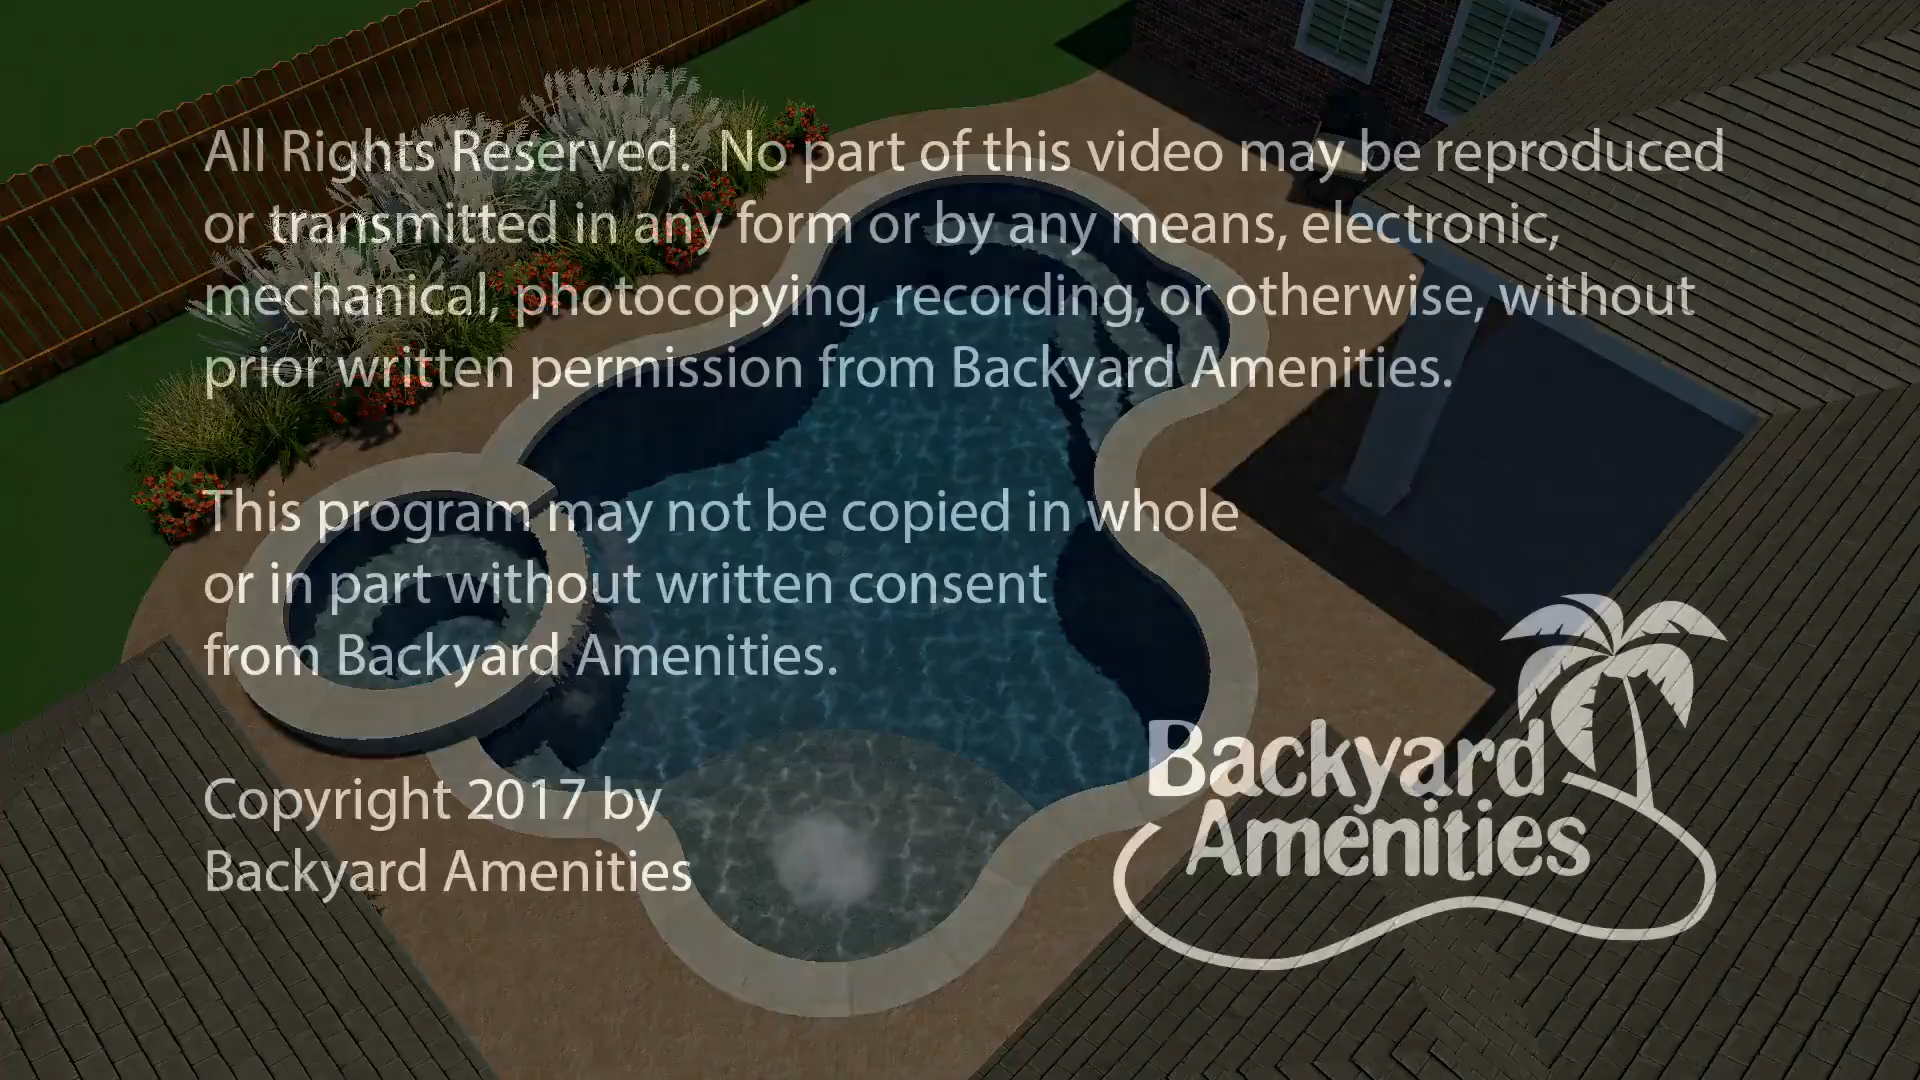 All Rights Reserved.  No part of this video may be reproduced
or transmitted in any form or by any means, electronic,
mechanical, photocopying, recording, or otherwise, without
prior written permission from Backyard Amenities.
This program may not be copied in whole
or in part without written consent
from Backyard Amenities.
Copyright 2017 by
Backyard Amenities
Backyard
Amenities